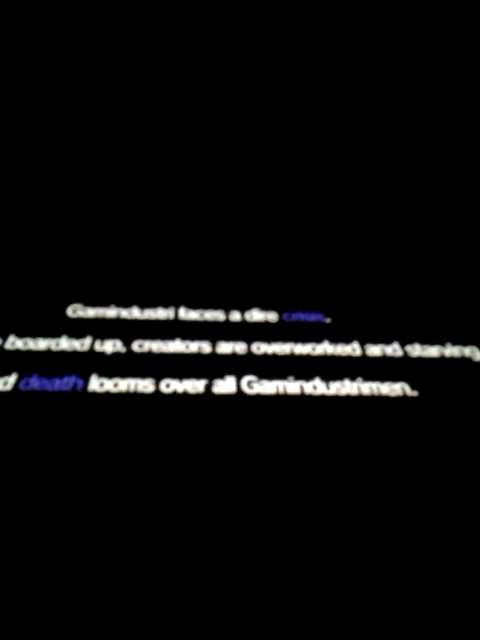 Gamindustri faces a dire crisis.
boarded up, creators are overworked and starving,
death looms over all Gamindustrimen.